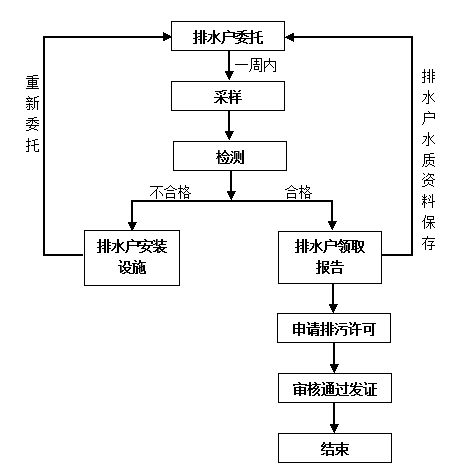 排水户委托
一周内
采样
检测
不合格
合格
排水户安装
设施
排水户领取
报告
申请排污许可
审核通过发证
结束
重新委托
排水户水质资料保存